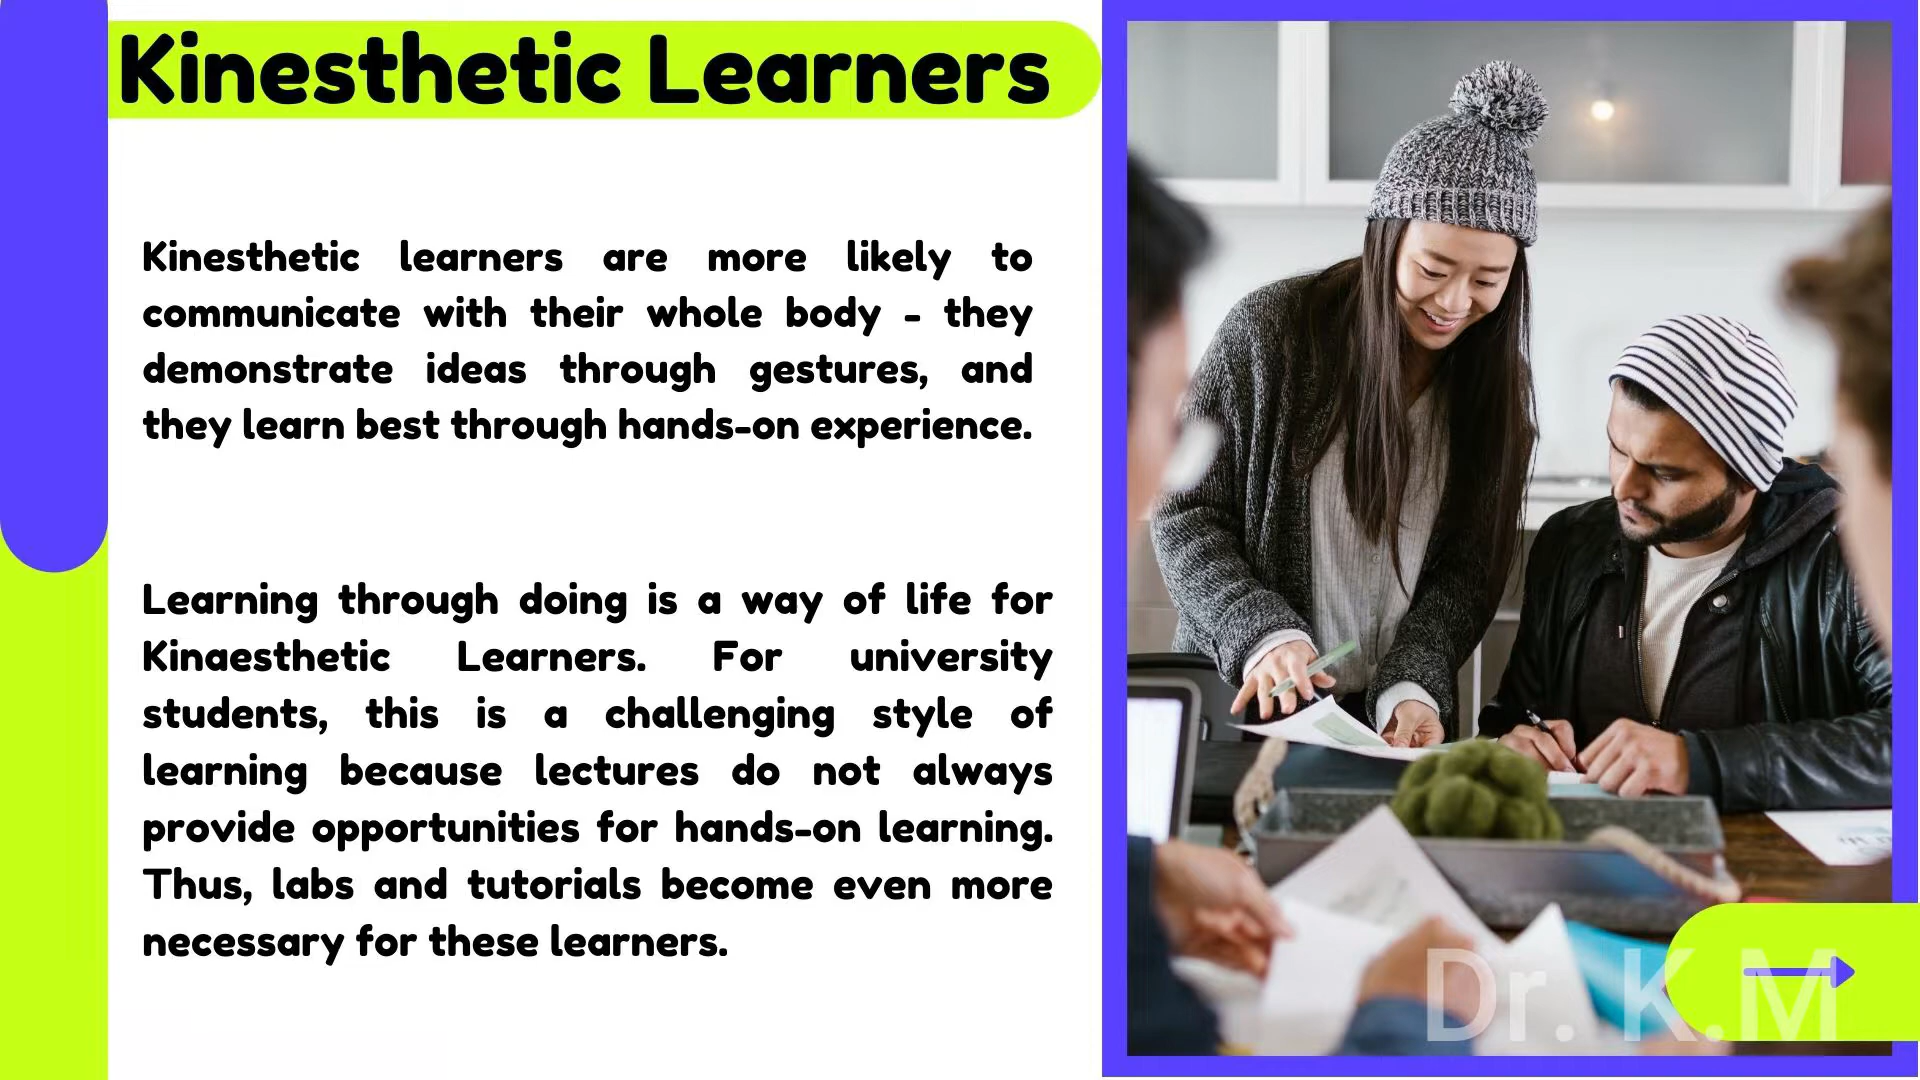 Kinesthetic Learners
Kinesthetic learners are more likely to
communicate with their whole body - they
demonstrate ideas through gestures, and
they learn best through hands-on experience.
Learning through doing is a way of life for
Kinaesthetic Learners. For university
students, this is a challenging style of
learning because lectures do not always
provide opportunities for hands-on learning.
Thus, labs and tutorials become even more
necessary for these learners.
Dr. K.M